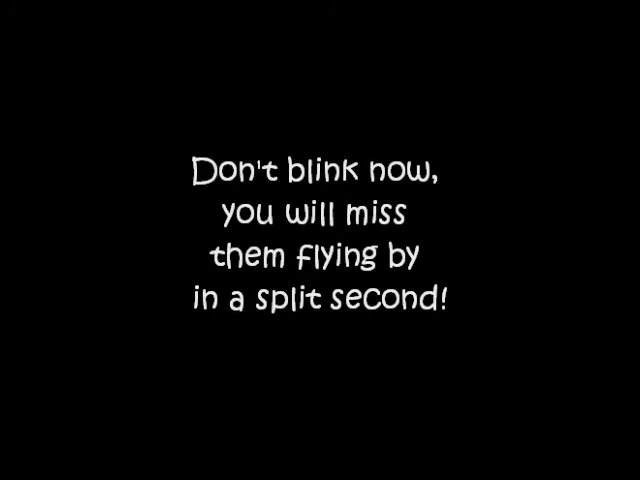 Don't blink now,
you will miss
them flying by
in a split second!